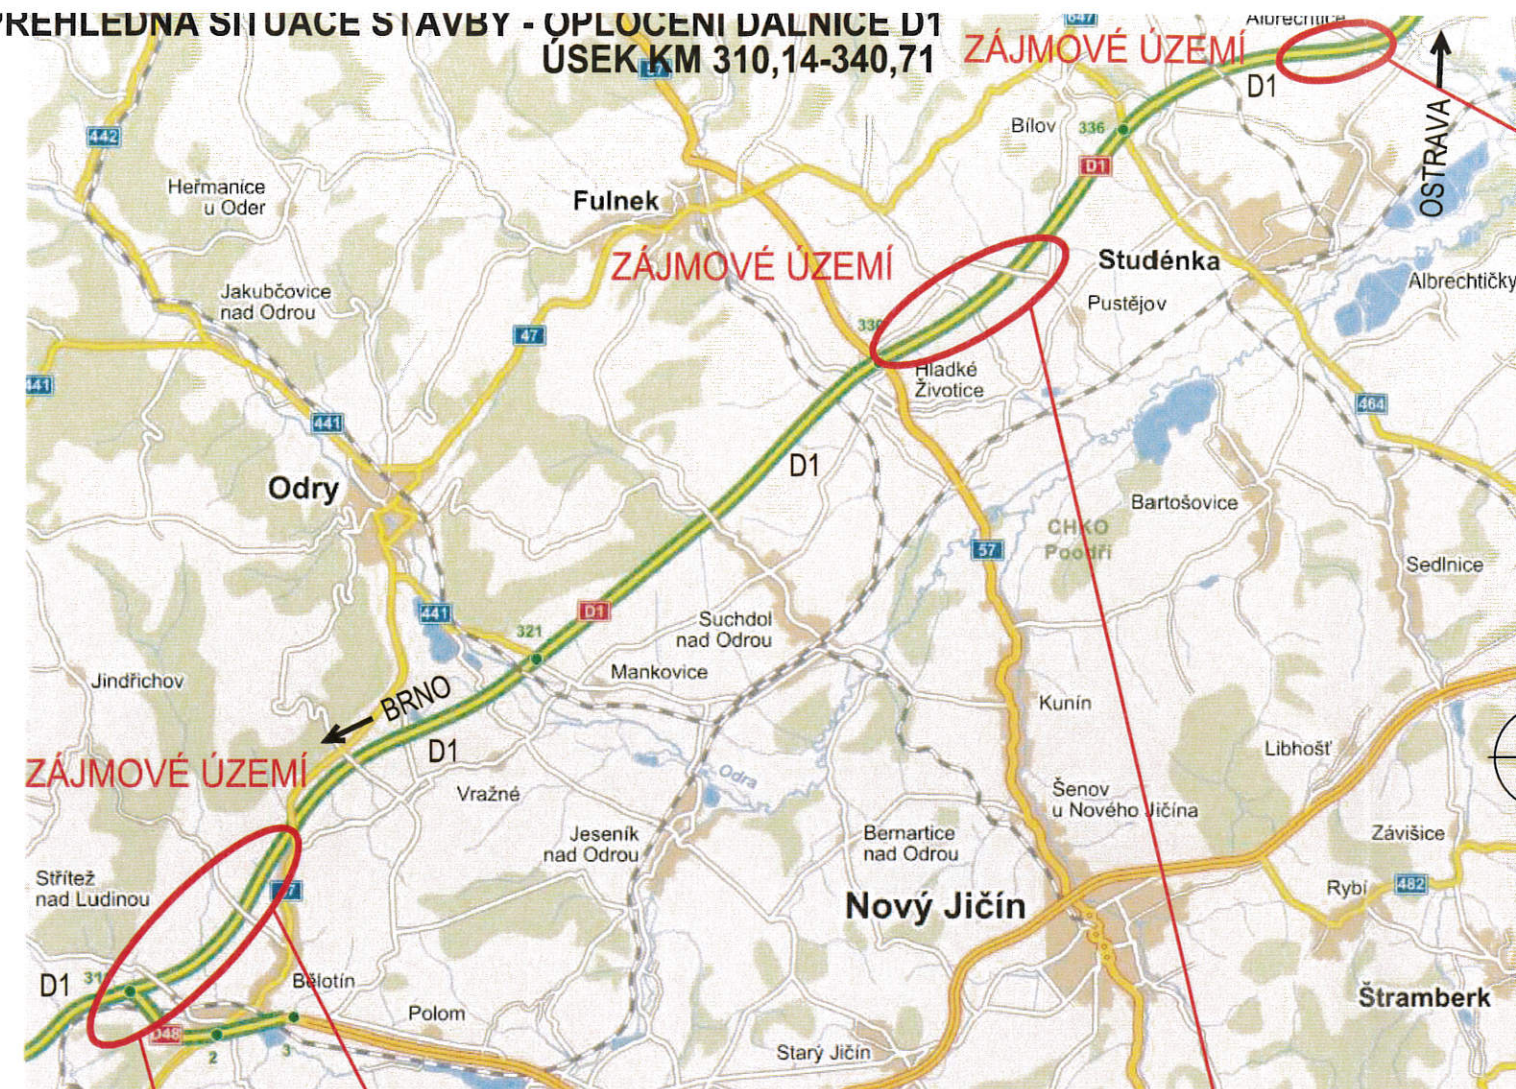 PŘEHLEDNÁ SITUACE STAVBY - OPLOCENÍ DÁLNICE D1
ÚSEK KM 310,14-340,71
ZÁJMOVÉ ÚZEMÍ
647
Albrechtice
57
D1
OSTRAVA
442
Bílov
336
D1
Heřmanice
u Oder
Fulnek
ZÁJMOVÉ ÚZEMÍ
Studénka
Albrechtičky
Jakubčovice
nad Odrou
Pustějov
47
330
Hladké
Životice
441
464
441
D1
Odry
Bartošovice
CHKO
Poodří
57
Sedlnice
441
D1
Suchdol
nad Odrou
321
Mankovice
Jindřichov
BRNO
Kunín
D1
Libhošť
ZÁJMOVÉ ÚZEMÍ
Odra
Vražné
Šenov
u Nového Jičína
Jeseník
nad Odrou
Bernartice
nad Odrou
Závišice
Střítež
nad Ludinou
Rybí
482
Nový Jičín
D1
Bělotín
Štramberk
Polom
D48
2
3
Starý Jičín